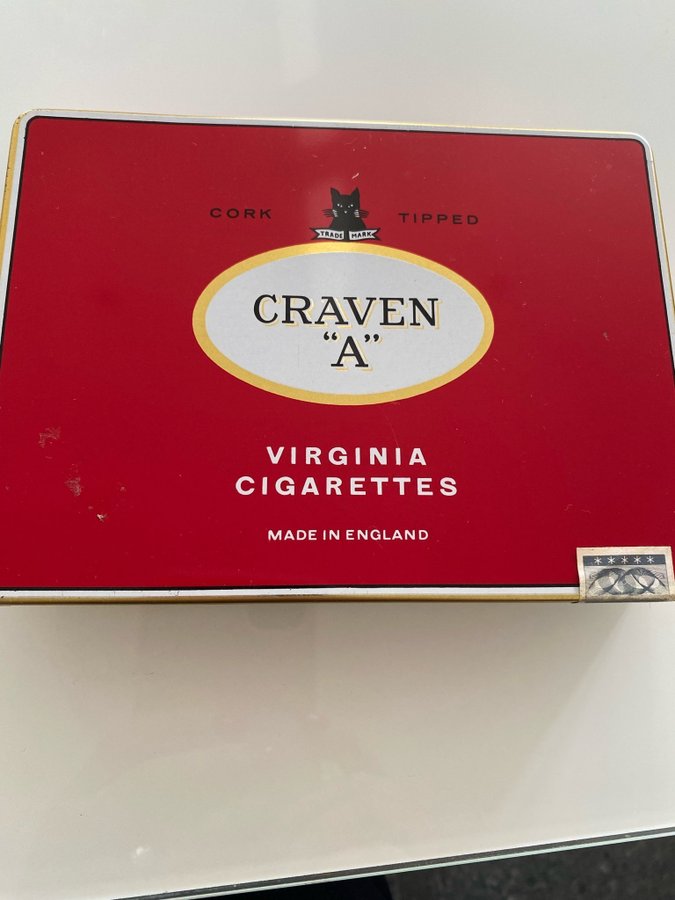 CORK TIPPED
TRADE MARK
CRAVEN
“A”
VIRGINIA
CIGARETTES
MADE IN ENGLAND
*****